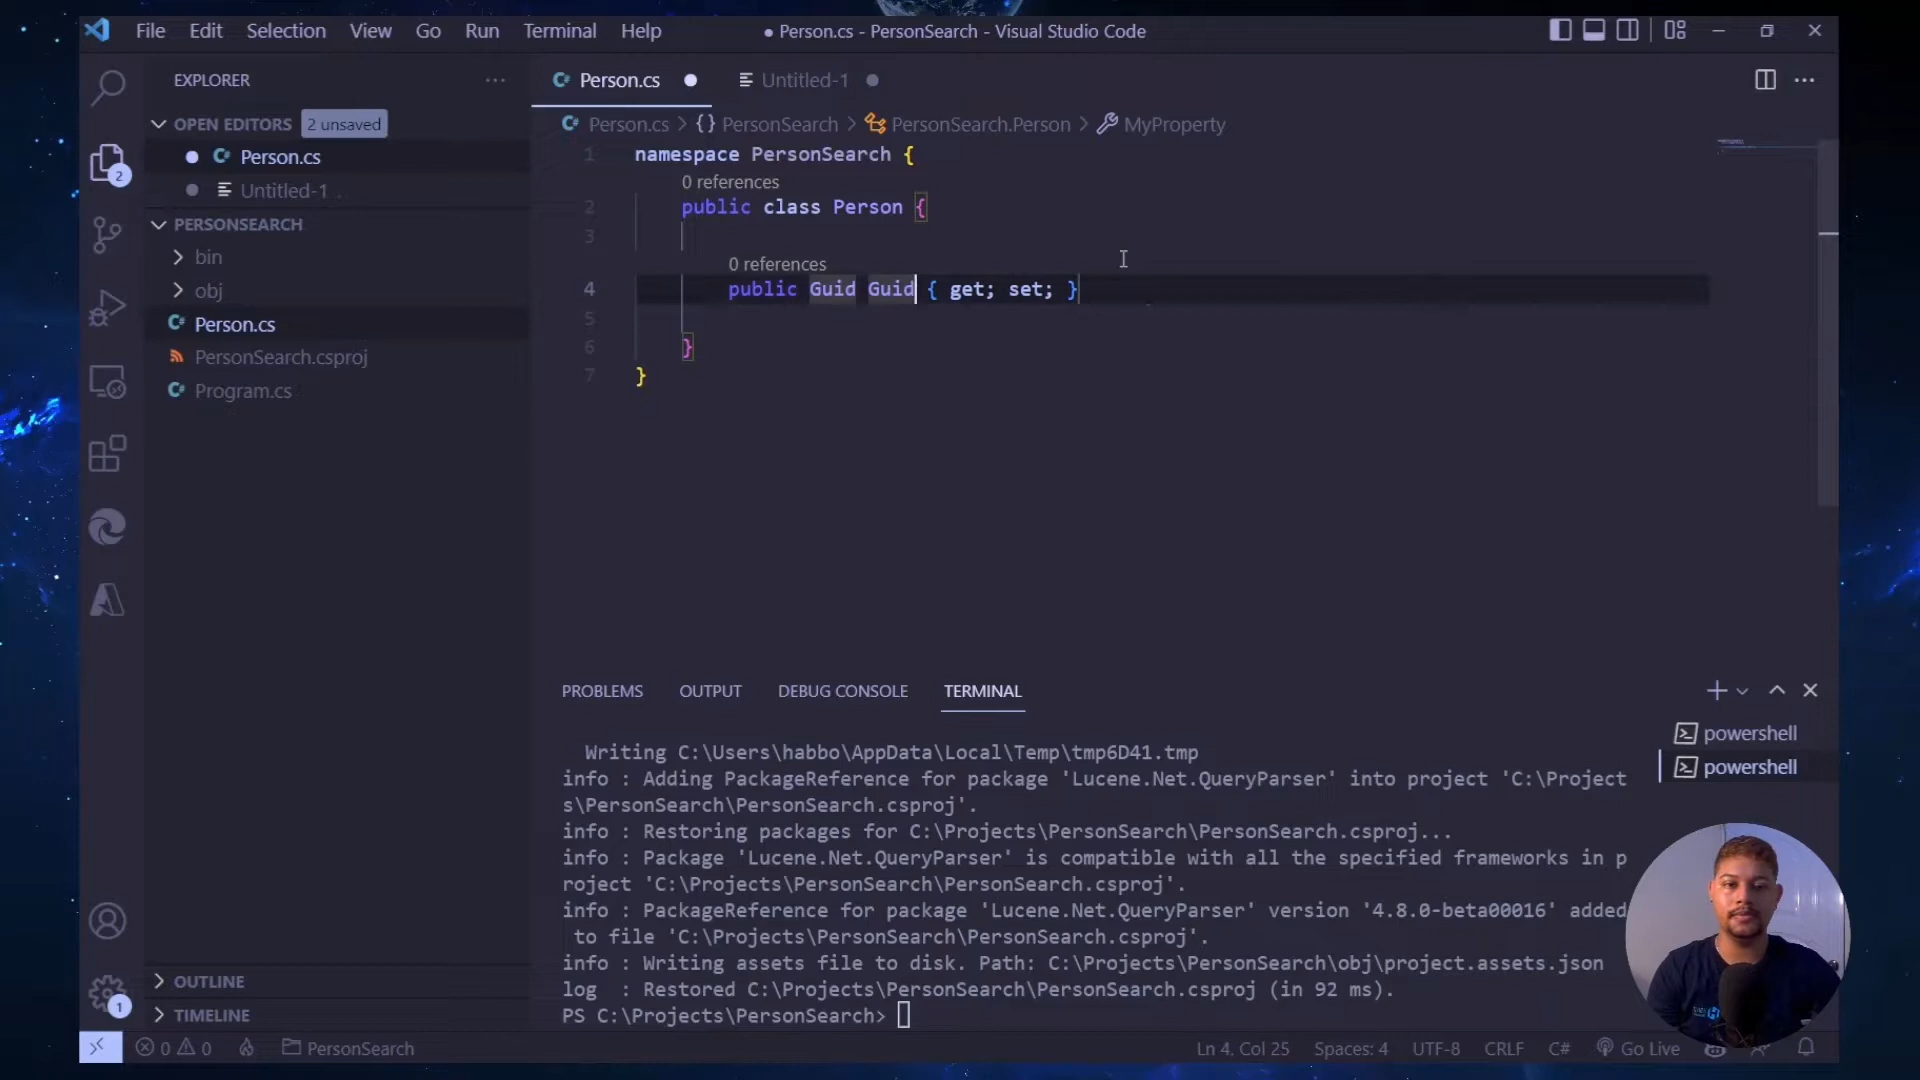 File Edit Selection View Go Run Terminal Help
● Person.cs - PersonSearch - Visual Studio Code
EXPLORER ···
Person.cs ●
Untitled-1 ●
OPEN EDITORS 2 unsaved
Person.cs > {} PersonSearch > PersonSearch.Person > MyProperty
2
Person.cs
Untitled-1
PERSONSEARCH
bin
obj
Person.cs
PersonSearch.csproj
Program.cs
1 namespace PersonSearch {
0 references
2 public class Person {
3
0 references
4 public Guid Guid { get; set; }
5
6 }
7 }
PROBLEMS OUTPUT DEBUG CONSOLE TERMINAL
powershell
powershell
Writing C:\Users\habbo\AppData\Local\Temp\tmp6D41.tmp
info : Adding PackageReference for package 'Lucene.Net.QueryParser' into project 'C:\Project
s\PersonSearch\PersonSearch.csproj'.
info : Restoring packages for C:\Projects\PersonSearch\PersonSearch.csproj...
info : Package 'Lucene.Net.QueryParser' is compatible with all the specified frameworks in p
roject 'C:\Projects\PersonSearch\PersonSearch.csproj'.
info : PackageReference for package 'Lucene.Net.QueryParser' version '4.8.0-beta00016' added
to file 'C:\Projects\PersonSearch\PersonSearch.csproj'.
info : Writing assets file to disk. Path: C:\Projects\PersonSearch\obj\project.assets.json
log : Restored C:\Projects\PersonSearch\PersonSearch.csproj (in 92 ms).
PS C:\Projects\PersonSearch>
OUTLINE
TIMELINE
1
0 0 PersonSearch
Ln 4, Col 25 Spaces: 4 UTF-8 CRLF C# Go Live